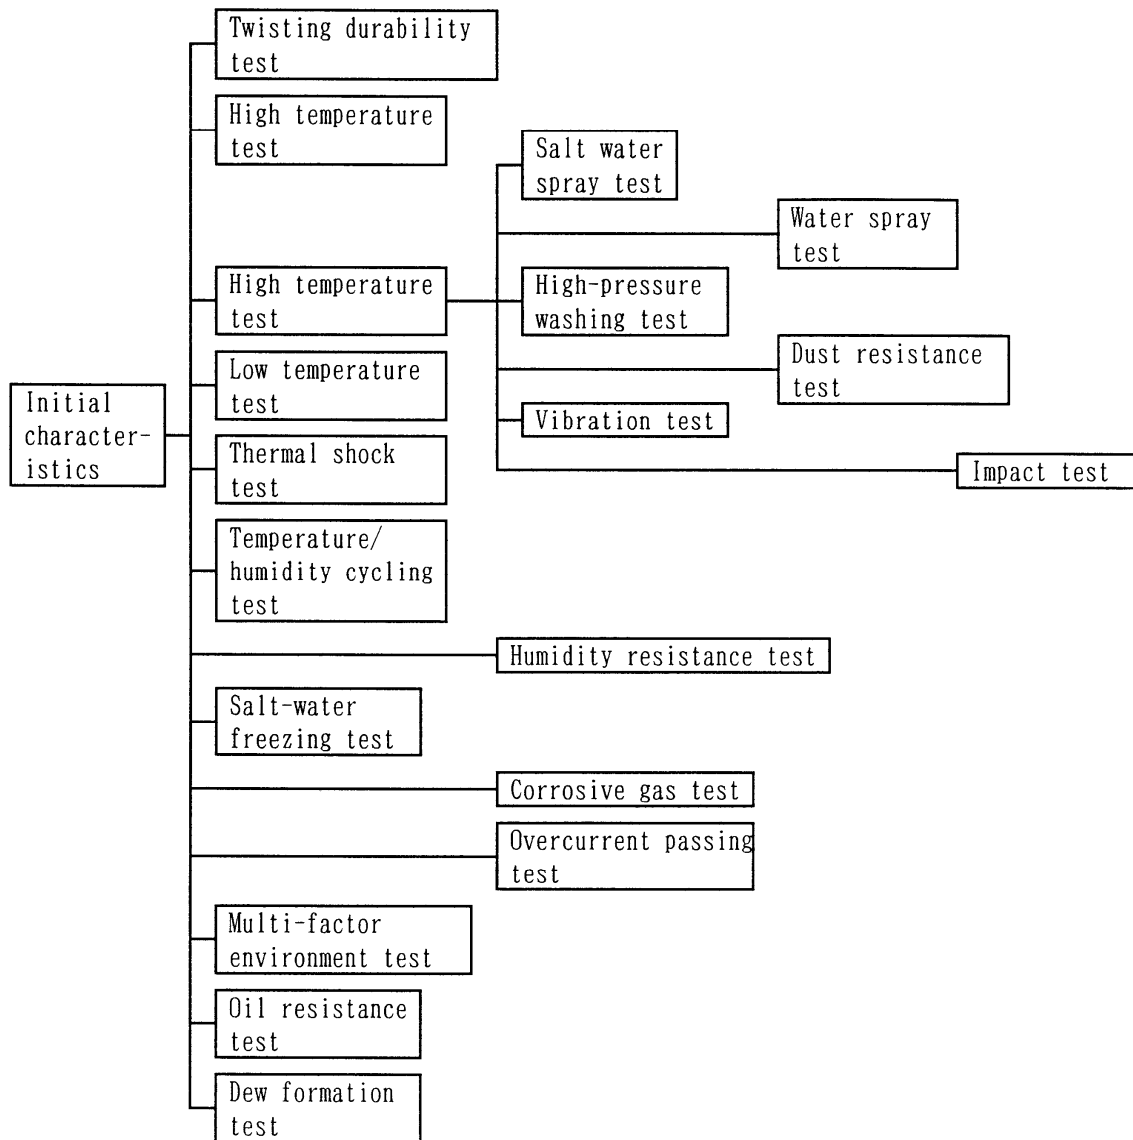 Twisting durability
test
High temperature
test
Salt water
spray test
Water spray
test
High temperature
test
High-pressure
washing test
Dust resistance
test
Low temperature
test
Initial
character-
istics
Vibration test
Thermal shock
test
Impact test
Temperature/
humidity cycling
test
Humidity resistance test
Salt-water
freezing test
Corrosive gas test
Overcurrent passing
test
Multi-factor
environment test
Oil resistance
test
Dew formation
test